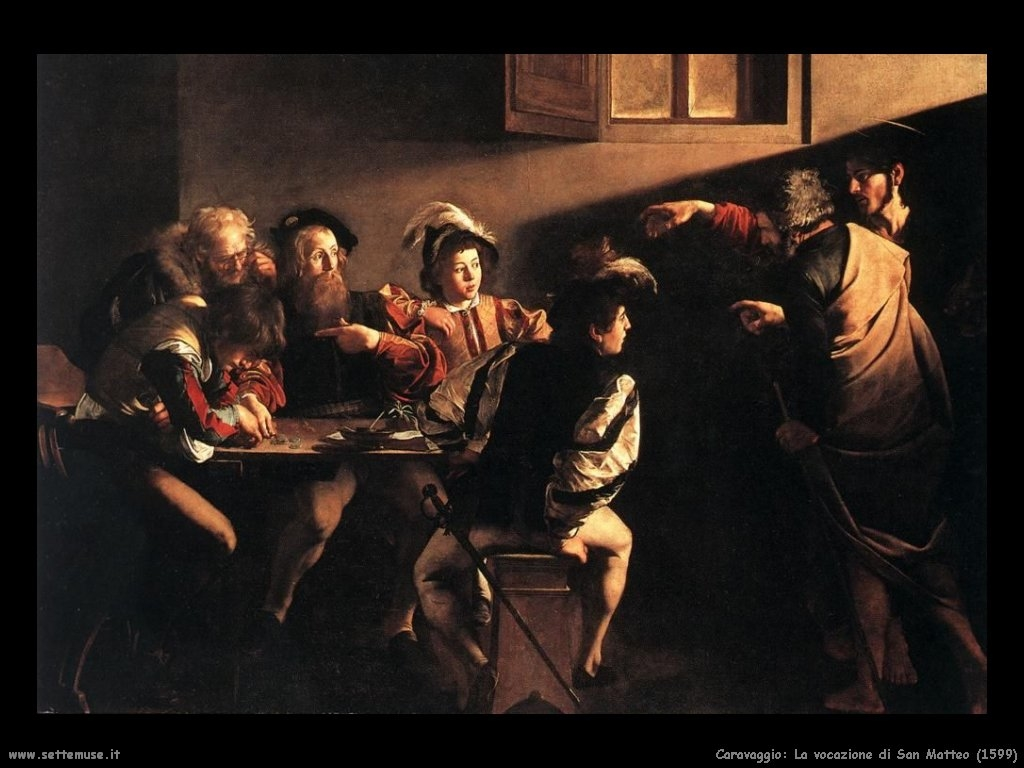 www.settemuse.it
Caravaggio: La vocazione di San Matteo (1599)